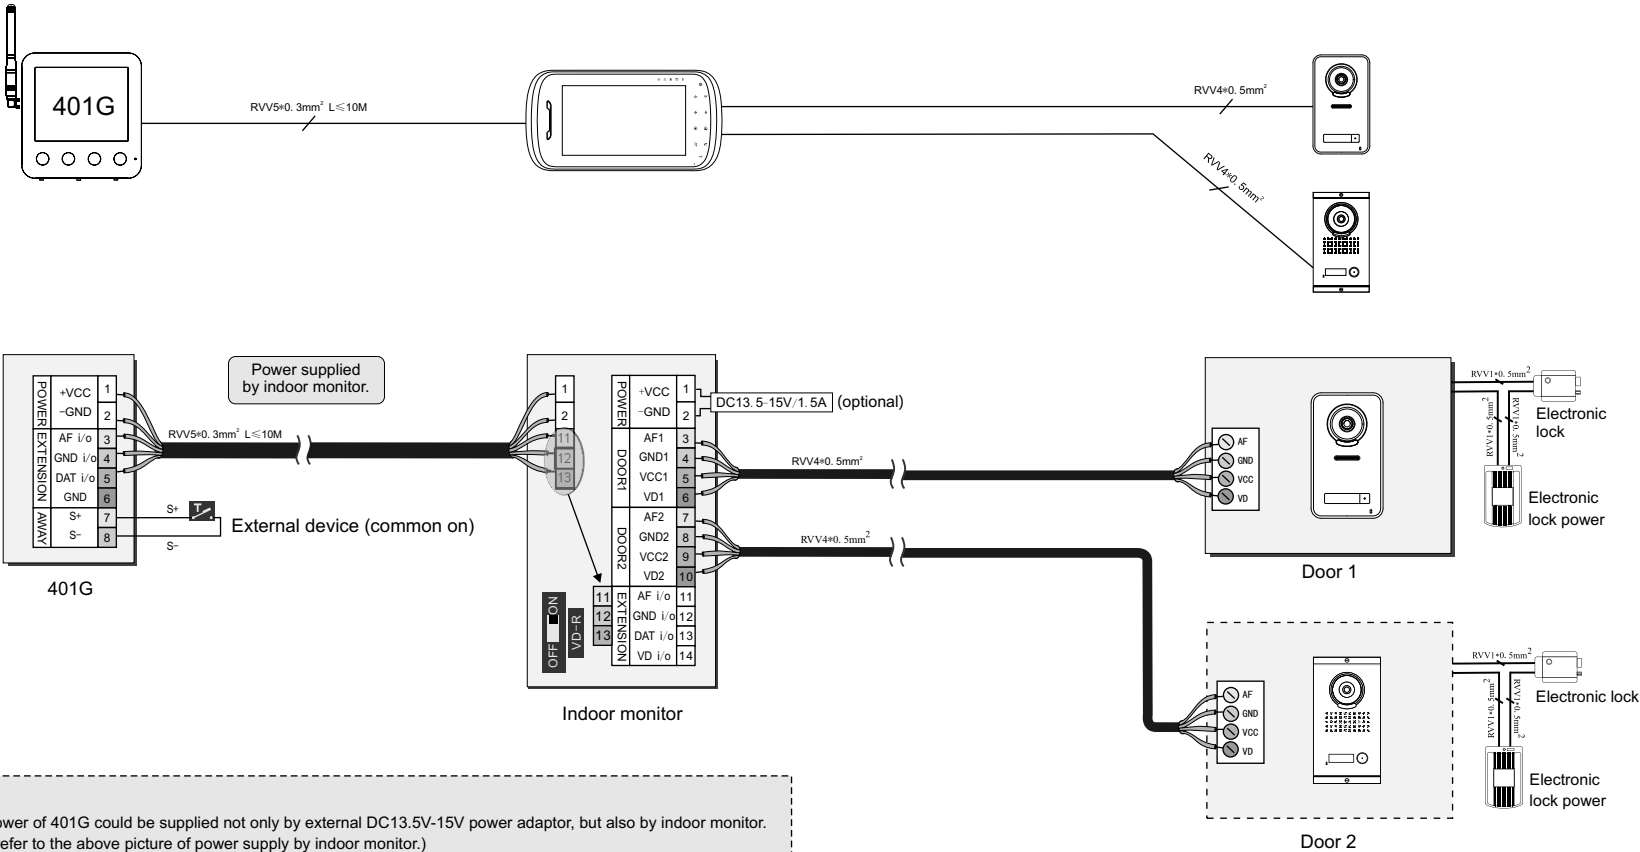 401G
RVV5*0. 3mm² L≤10M
RVV4*0. 5mm²
RVV4*0. 5mm²
Power supplied
by indoor monitor.
POWER
+VCC 1
-GND 2
EXTENSION
AF i/o 3
GND i/o 4
DAT i/o 5
GND 6
AWAY
S+ 7
S- 8
401G
RVV5*0. 3mm² L≤10M
S+
T
S-
External device (common on)
1
2
11
12
13
POWER
+VCC 1
-GND 2
DC13. 5-15V/1. 5A (optional)
DOOR1
AF1 3
GND1 4
VCC1 5
VD1 6
DOOR2
AF2 7
GND2 8
VCC2 9
VD2 10
EXTENSION
11 AF i/o 11
12 GND i/o 12
13 DAT i/o 13
VD i/o 14
OFF ON
VD-R
Indoor monitor
RVV4*0. 5mm²
RVV4*0. 5mm²
AF
GND
VCC
VD
Door 1
RVV1*0. 5mm²
RVV1*0. 5mm²
RVV1*0. 5mm²
Electronic
lock
Electronic
lock power
AF
GND
VCC
VD
Door 2
RVV1*0. 5mm²
RVV1*0. 5mm²
RVV1*0. 5mm²
Electronic lock
Electronic
lock power
ower of 401G could be supplied not only by external DC13.5V-15V power adaptor, but also by indoor monitor.
efer to the above picture of power supply by indoor monitor.)